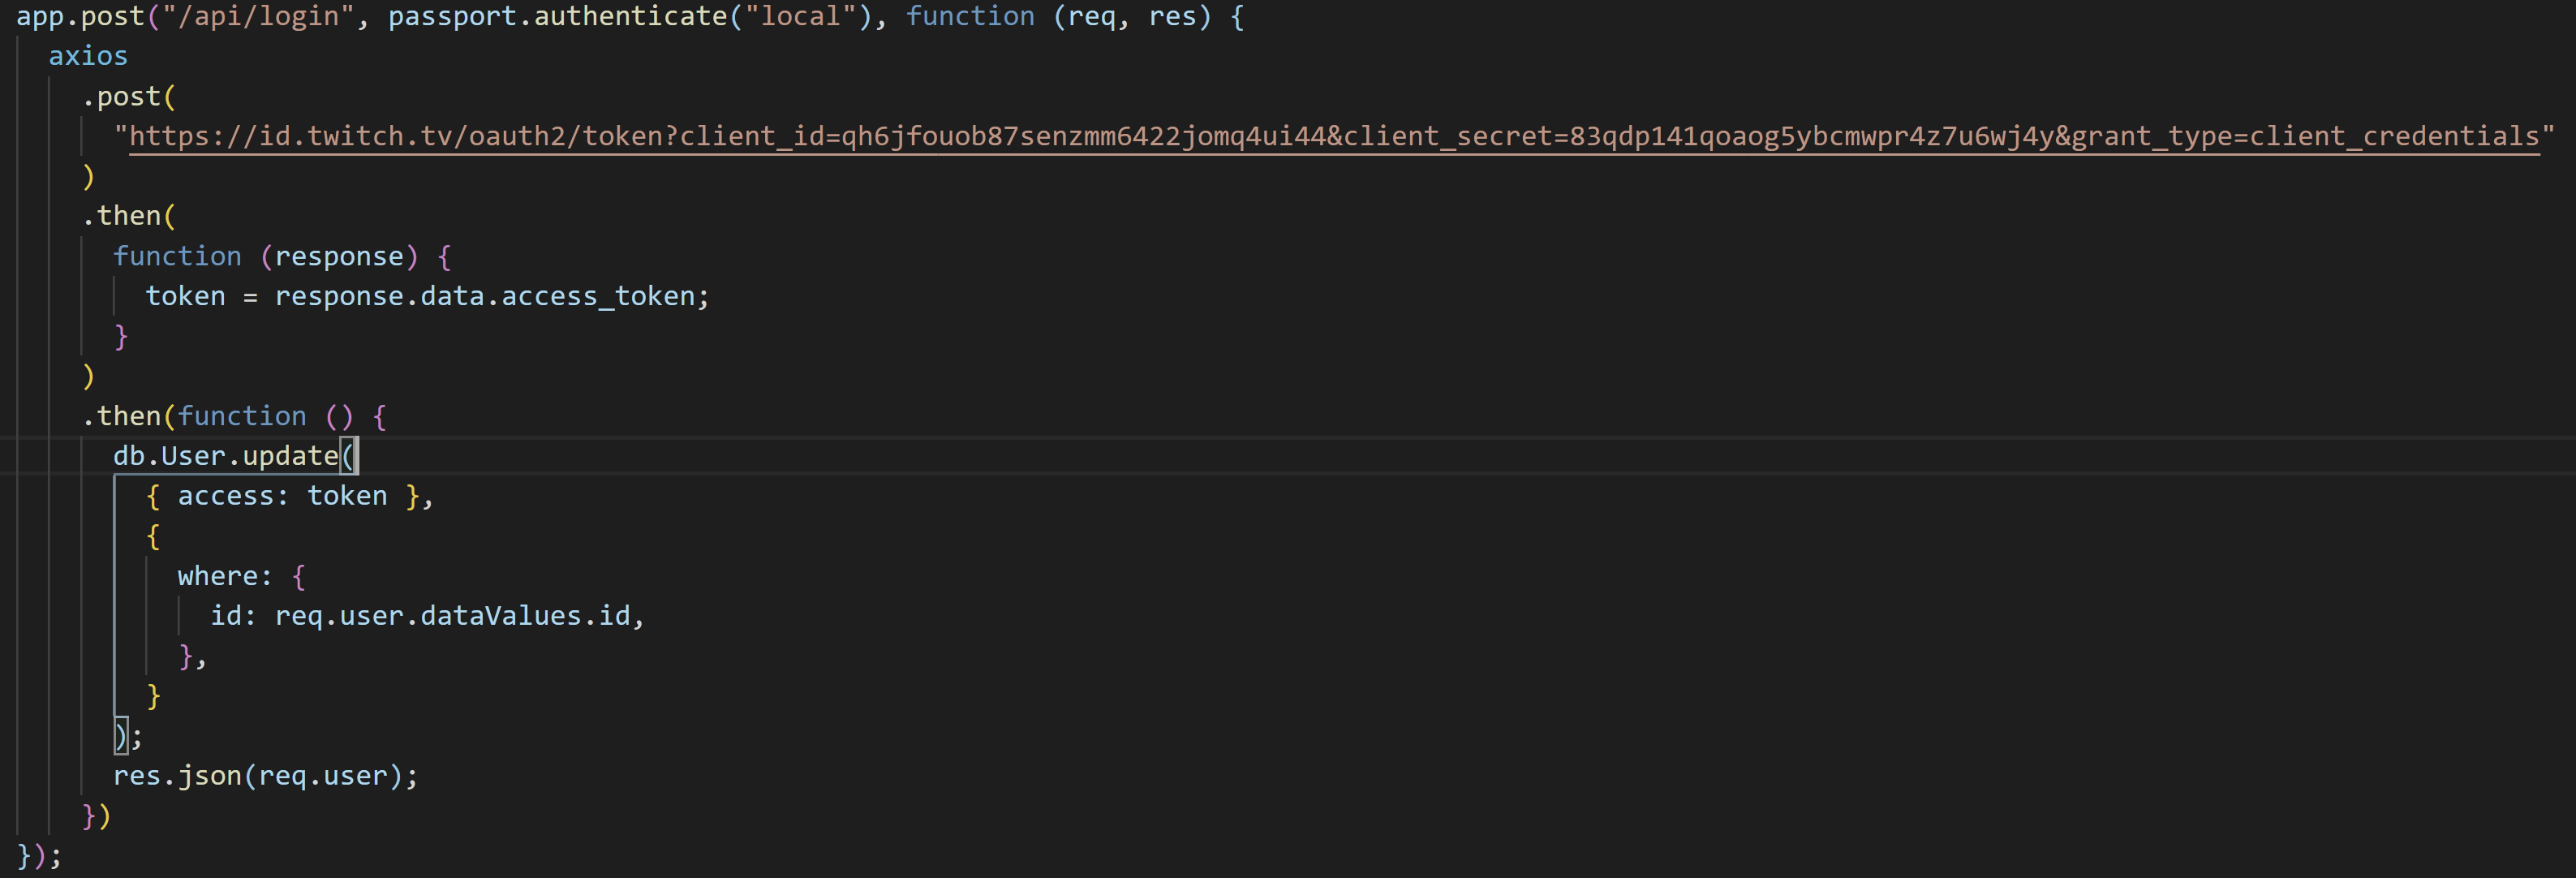 app.post("/api/login", passport.authenticate("local"), function (req, res) {
  axios
    .post(
      "https://id.twitch.tv/oauth2/token?client_id=qh6jfouob87senzmm6422jomq4ui44&client_secret=83qdp141qoaog5ybcmwpr4z7u6wj4y&grant_type=client_credentials"
    )
    .then(
      function (response) {
        token = response.data.access_token;
      }
    )
    .then(function () {
      db.User.update(
        { access: token },
        {
          where: {
            id: req.user.dataValues.id,
          },
        }
      );
      res.json(req.user);
    })
});